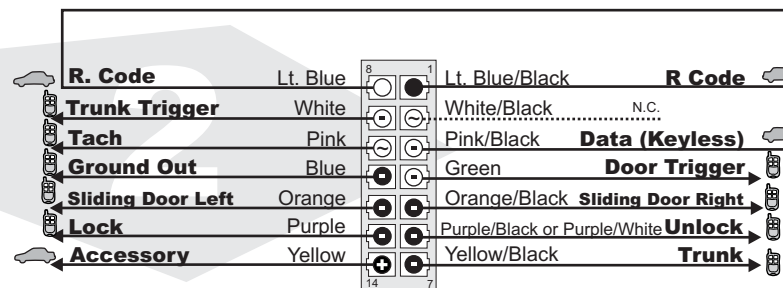 8 1
R. Code Lt. Blue Lt. Blue/Black R Code
Trunk Trigger White White/Black N.C.
Tach Pink Pink/Black Data (Keyless)
Ground Out Blue Green Door Trigger
Sliding Door Left Orange Orange/Black Sliding Door Right
Lock Purple Purple/Black or Purple/White Unlock
Accessory Yellow Yellow/Black Trunk
14 7
2